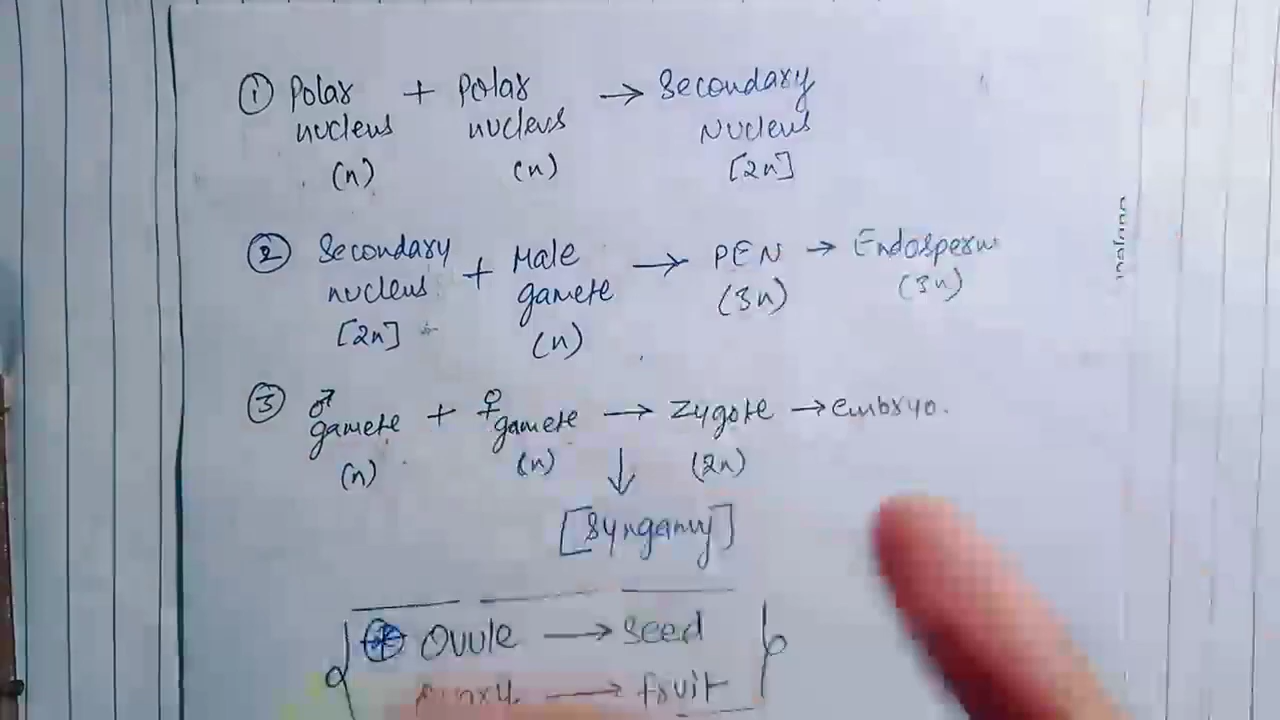 ① Polar nucleus (n) + Polar nucleus (n) → Secondary Nucleus [2n]
② Secondary nucleus [2n] + Male gamete (n) → PEN (3n) → Endosperm (3n)
③ ♂ gamete (n) + ♀ gamete (n) → Zygote (2n) → embryo.
↓
[Syngamy]
Ovule → Seed
→ fruit